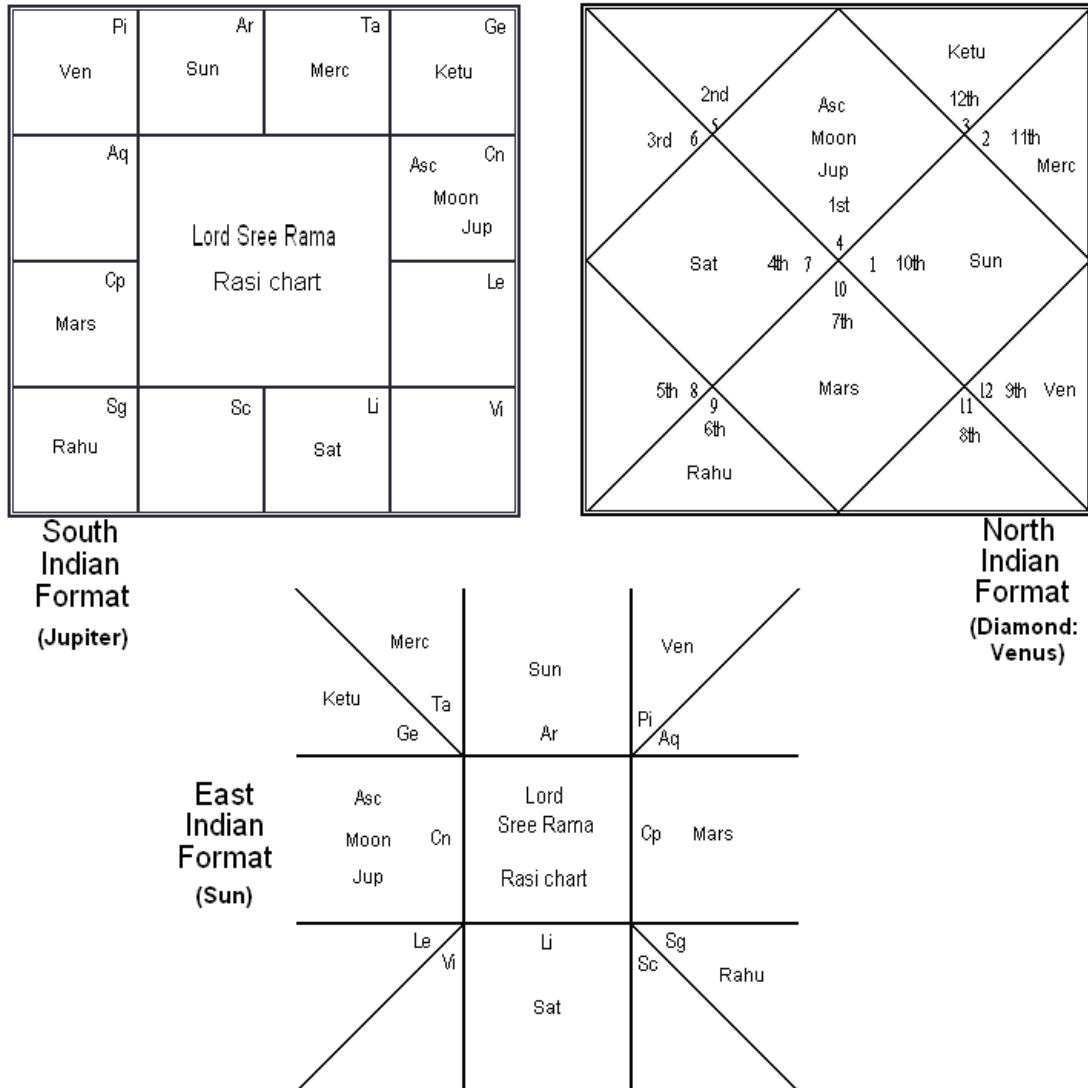 Pi
Ar
Ta
Ge
Ven
Sun
Merc
Ketu
Aq
Cn
Asc
Moon
Jup
Lord Sree Rama
Rasi chart
Cp
Le
Mars
Sg
Sc
Li
Vi
Rahu
Sat
South
Indian
Format
(Jupiter)
Ketu
2nd
12th
Asc
5
3
3rd 6
Moon
2 11th
Merc
Jup
1st
4
Sat 4th 7
1 10th Sun
10
7th
Mars
5th 8
12 9th Ven
9
11
6th
8th
Rahu
North
Indian
Format
(Diamond:
Venus)
Merc
Sun
Ven
Ketu
Ta
Ge
Ar
Pi
Aq
East
Indian
Format
(Sun)
Asc
Moon Cn
Jup
Lord
Sree Rama
Rasi chart
Cp Mars
Le
Vi
Li
Sg
Sc
Rahu
Sat